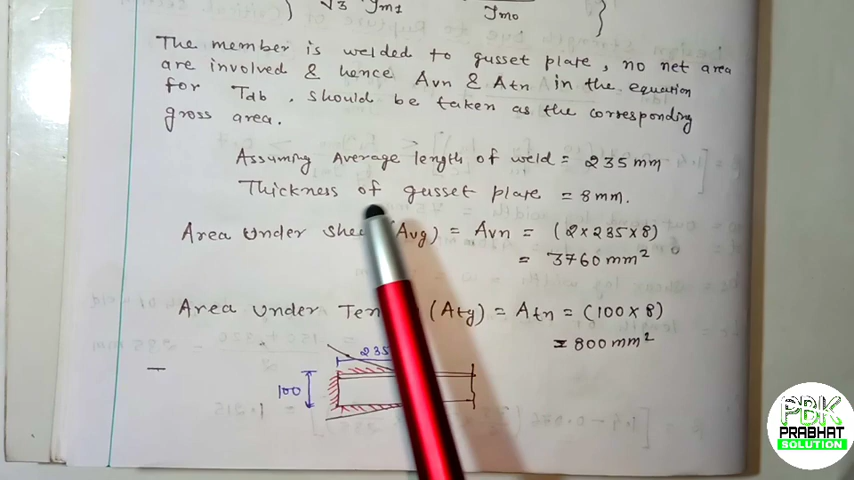 √3 γm1 γm0
The member is welded to gusset plate, no net area
are involved & hence Avn & Atn in the equation
for Tdb, should be taken as the corresponding
gross area.
Assuming Average length of weld = 235 mm
Thickness of gusset plate = 8mm.
Area Under (Avg) = Avn = (2×235×8)
= 3760 mm²
Area Under (Atg) = Atn = (100×8)
= 800 mm²
235
100
PBK
PRABHAT
SOLUTION